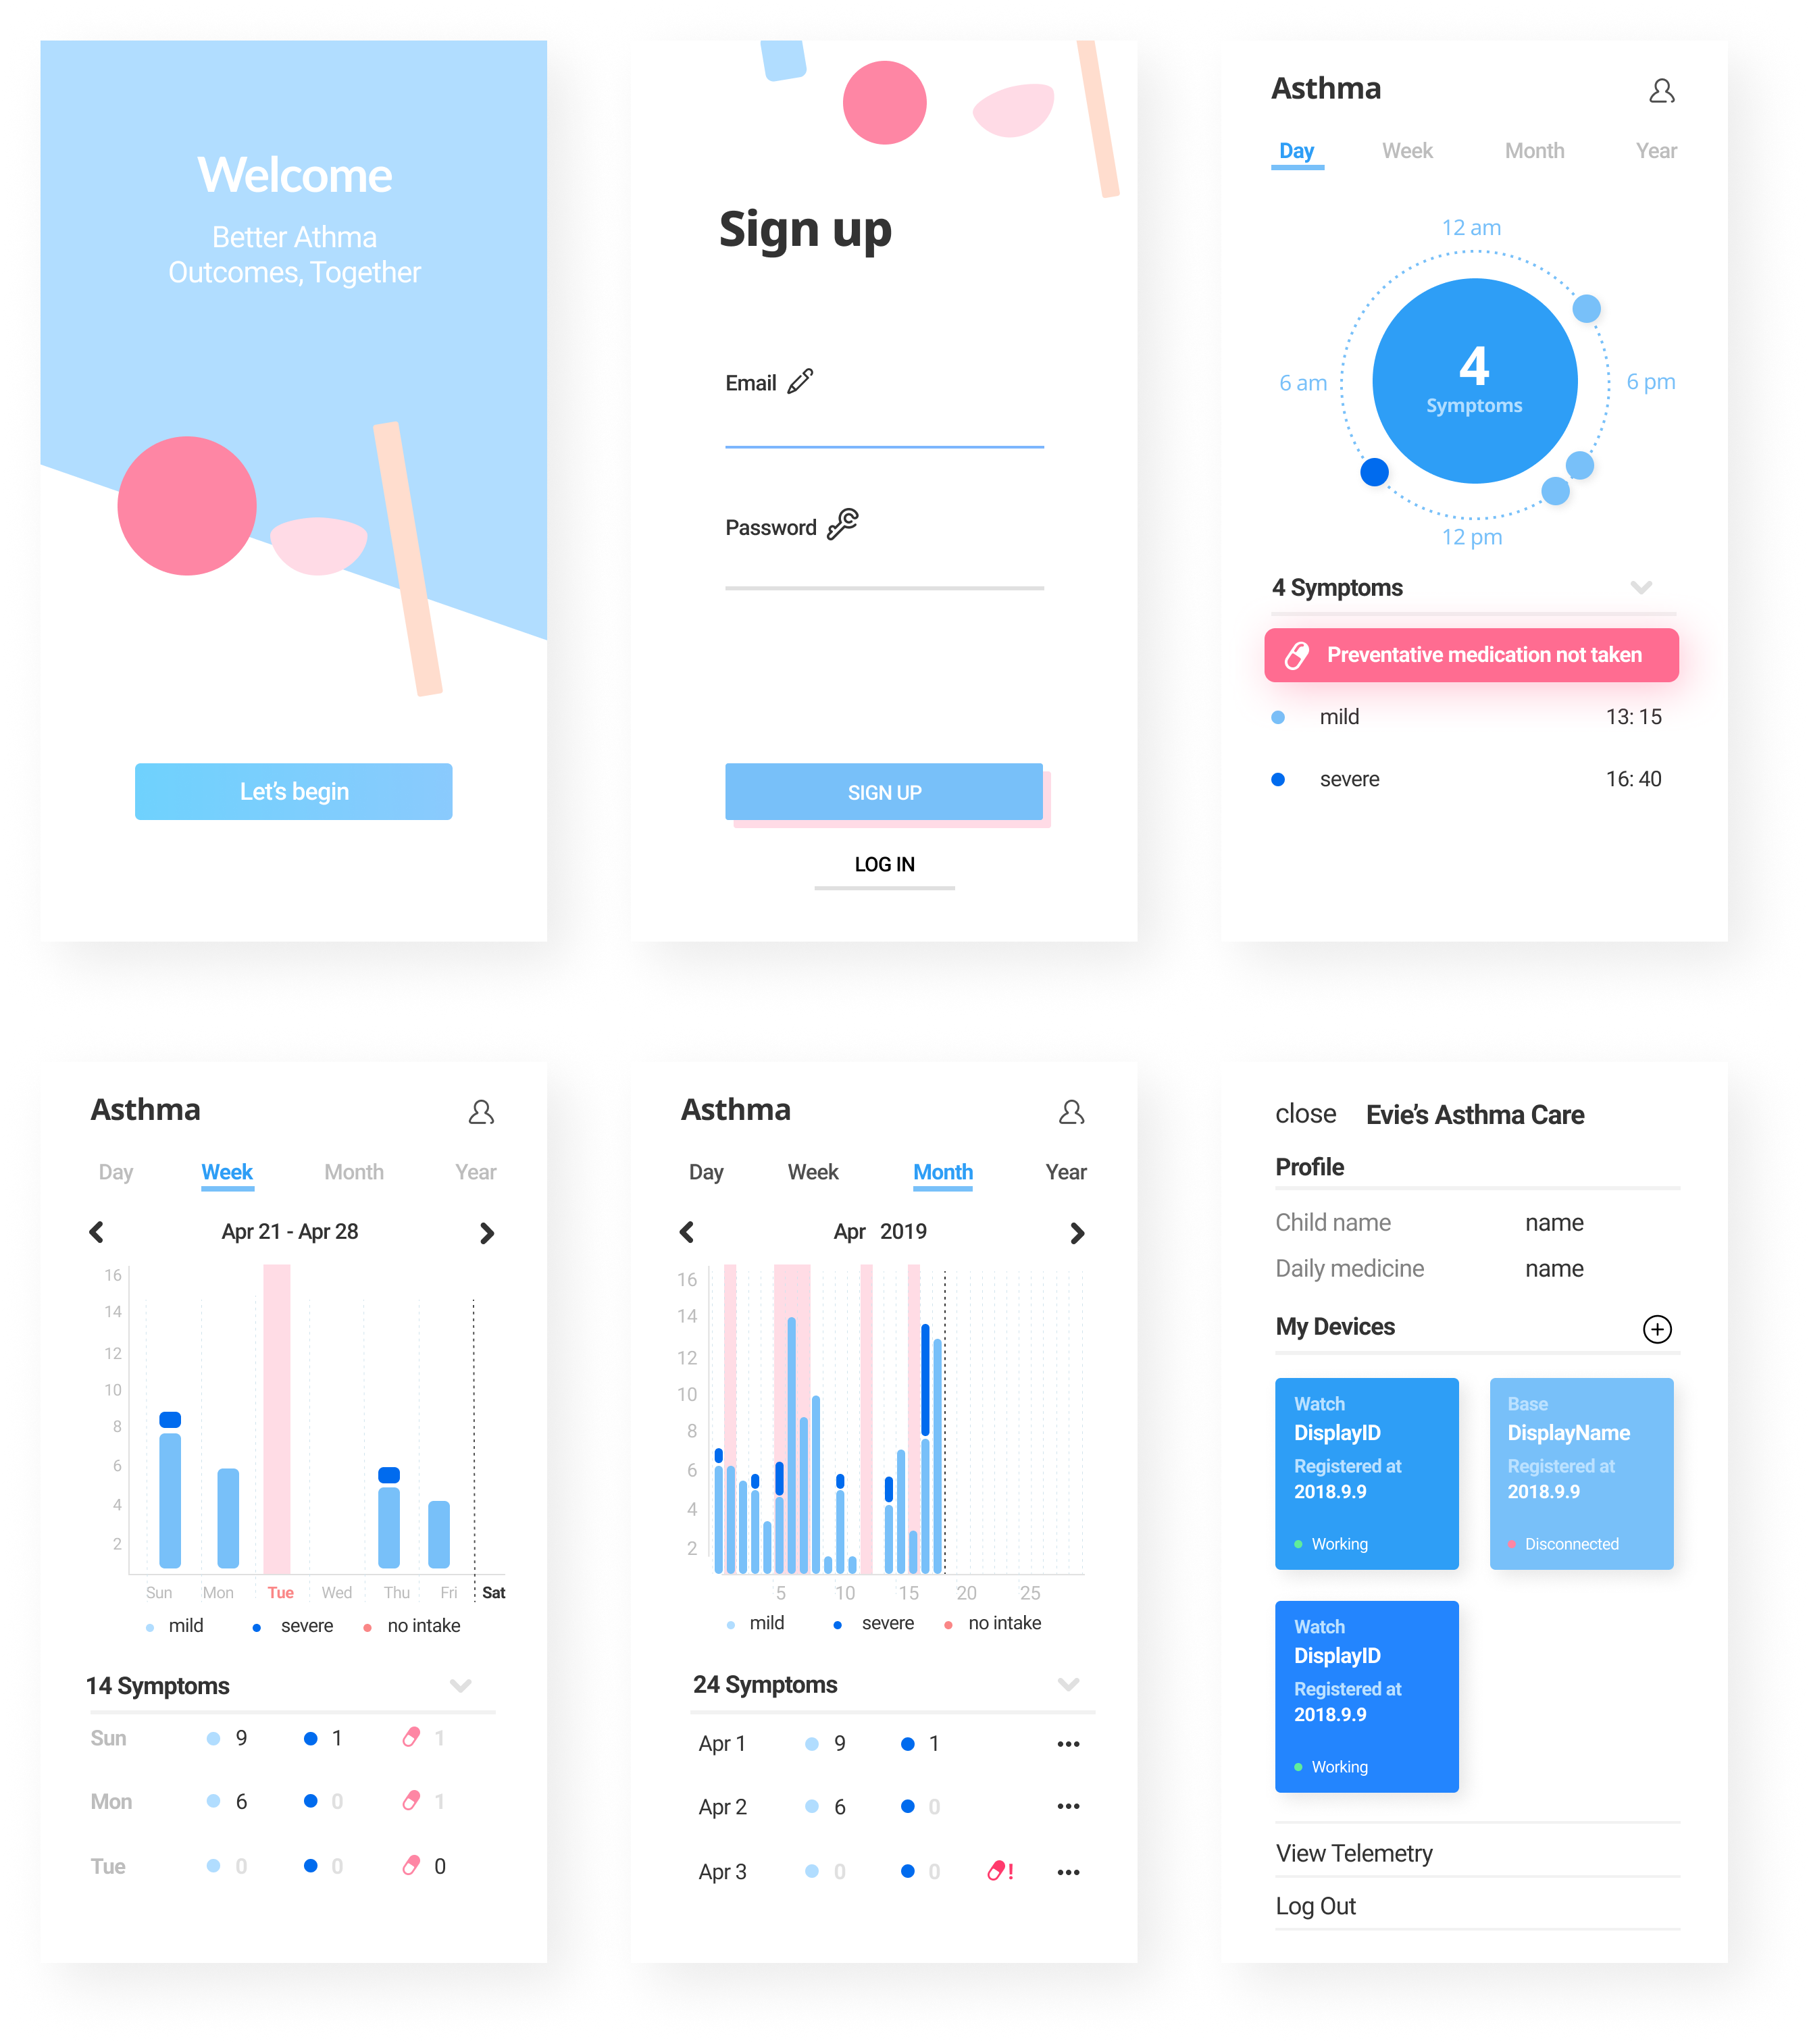 Welcome
Better Athma
Outcomes, Together
Let's begin
Sign up
Email
Password
SIGN UP
LOG IN
Asthma
Day Week Month Year
12 am
6 am
4
Symptoms
6 pm
12 pm
4 Symptoms
Preventative medication not taken
mild 13: 15
severe 16: 40
Asthma
Day Week Month Year
Apr 21 - Apr 28
16
14
12
10
8
6
4
2
Sun Mon Tue Wed Thu Fri Sat
mild severe no intake
14 Symptoms
Sun 9 1 1
Mon 6 0 1
Tue 0 0 0
Asthma
Day Week Month Year
Apr 2019
16
14
12
10
8
6
4
2
5 10 15 20 25
mild severe no intake
24 Symptoms
Apr 1 9 1 •••
Apr 2 6 0 •••
Apr 3 0 0 ! •••
close Evie's Asthma Care
Profile
Child name name
Daily medicine name
My Devices
Watch
DisplayID
Registered at
2018.9.9
Working
Base
DisplayName
Registered at
2018.9.9
Disconnected
Watch
DisplayID
Registered at
2018.9.9
Working
View Telemetry
Log Out